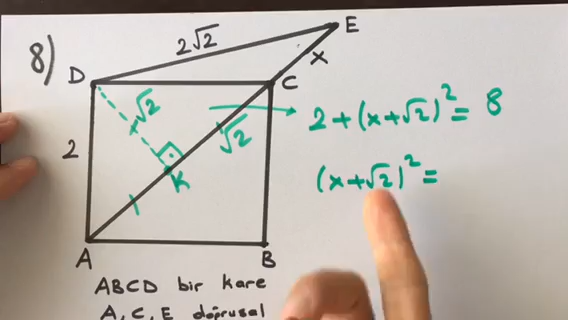 8)
2√2
E
D
C
x
√2
√2
2
K
A
B
2+(x+√2)² = 8
(x+√2)² =
ABCD bir kare
A, C, E doğrusal